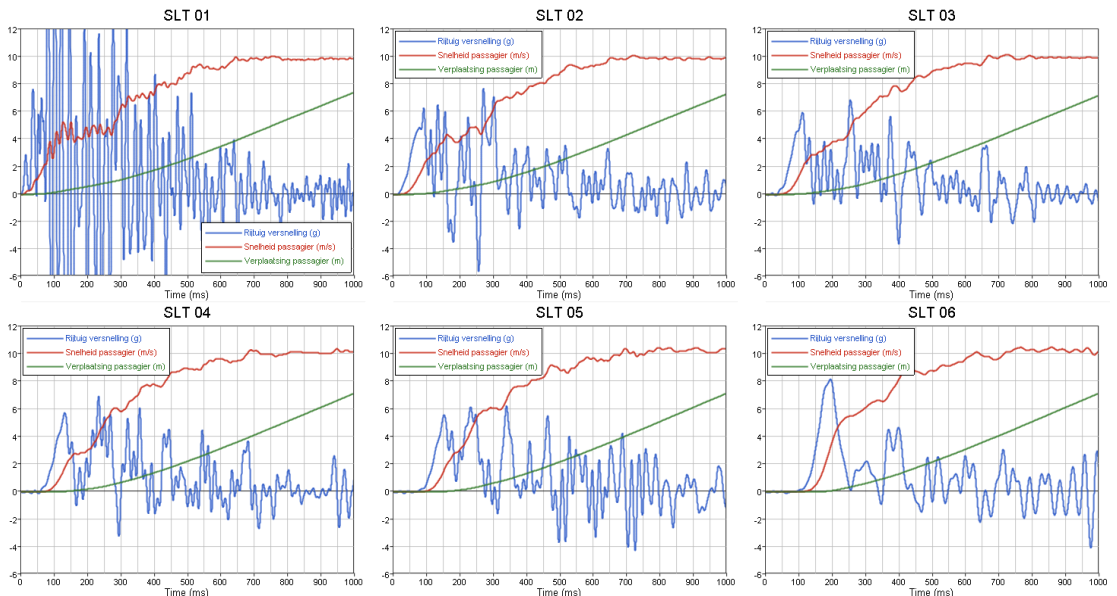 SLT 01
12
10
8
6
4
2
0
-2
-4
-6
Rijtuig versnelling (g)
Snelheid passagier (m/s)
Verplaatsing passagier (m)
0 100 200 300 400 500 600 700 800 900 1000
Time (ms)
SLT 02
12
10
8
6
4
2
0
-2
-4
-6
Rijtuig versnelling (g)
Snelheid passagier (m/s)
Verplaatsing passagier (m)
0 100 200 300 400 500 600 700 800 900 1000
Time (ms)
SLT 03
12
10
8
6
4
2
0
-2
-4
-6
Rijtuig versnelling (g)
Snelheid passagier (m/s)
Verplaatsing passagier (m)
0 100 200 300 400 500 600 700 800 900 1000
Time (ms)
SLT 04
12
10
8
6
4
2
0
-2
-4
-6
Rijtuig versnelling (g)
Snelheid passagier (m/s)
Verplaatsing passagier (m)
0 100 200 300 400 500 600 700 800 900 1000
Time (ms)
SLT 05
12
10
8
6
4
2
0
-2
-4
-6
Rijtuig versnelling (g)
Snelheid passagier (m/s)
Verplaatsing passagier (m)
0 100 200 300 400 500 600 700 800 900 1000
Time (ms)
SLT 06
12
10
8
6
4
2
0
-2
-4
-6
Rijtuig versnelling (g)
Snelheid passagier (m/s)
Verplaatsing passagier (m)
0 100 200 300 400 500 600 700 800 900 1000
Time (ms)